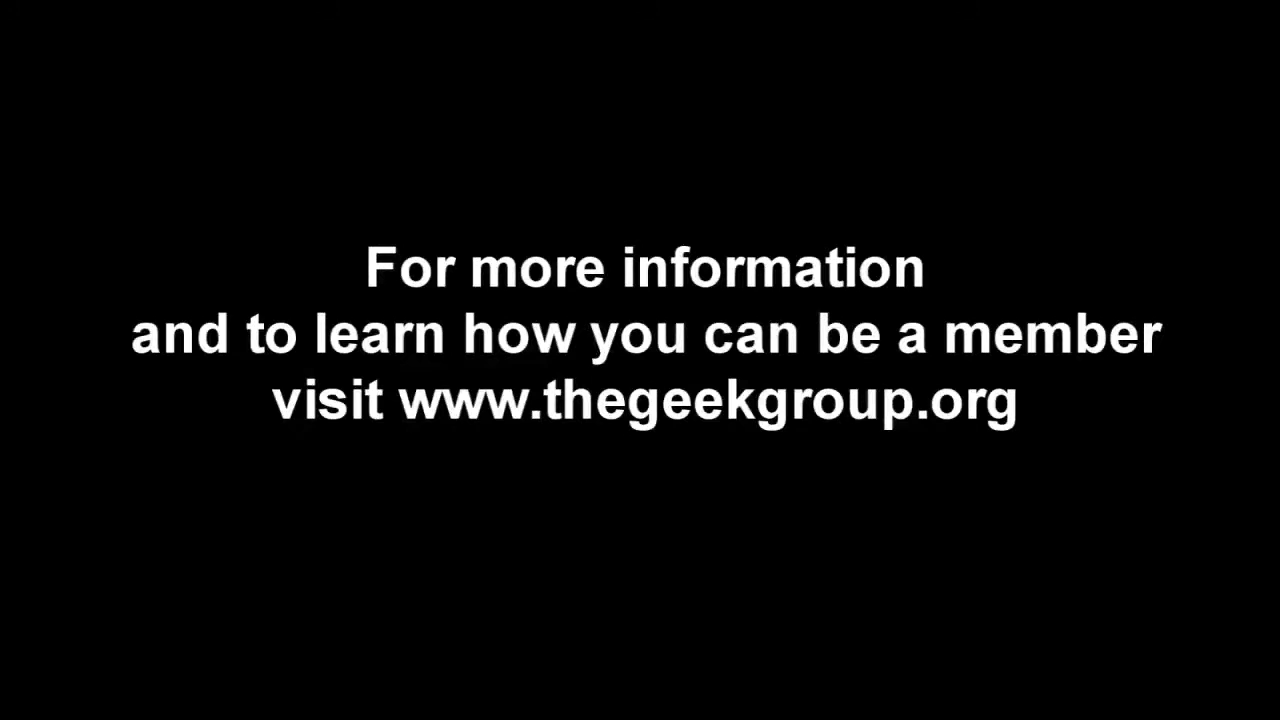 For more information
and to learn how you can be a member
visit www.thegeekgroup.org